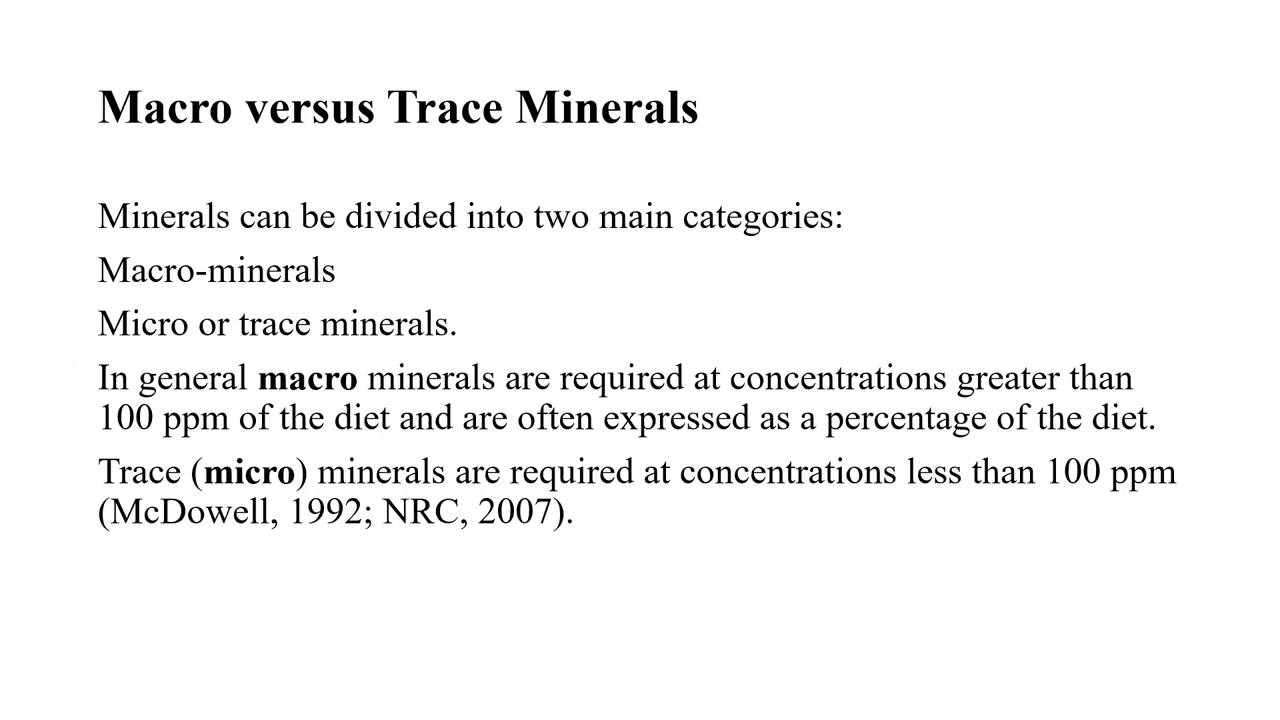 Macro versus Trace Minerals
Minerals can be divided into two main categories:
Macro-minerals
Micro or trace minerals.
In general macro minerals are required at concentrations greater than
100 ppm of the diet and are often expressed as a percentage of the diet.
Trace (micro) minerals are required at concentrations less than 100 ppm
(McDowell, 1992; NRC, 2007).